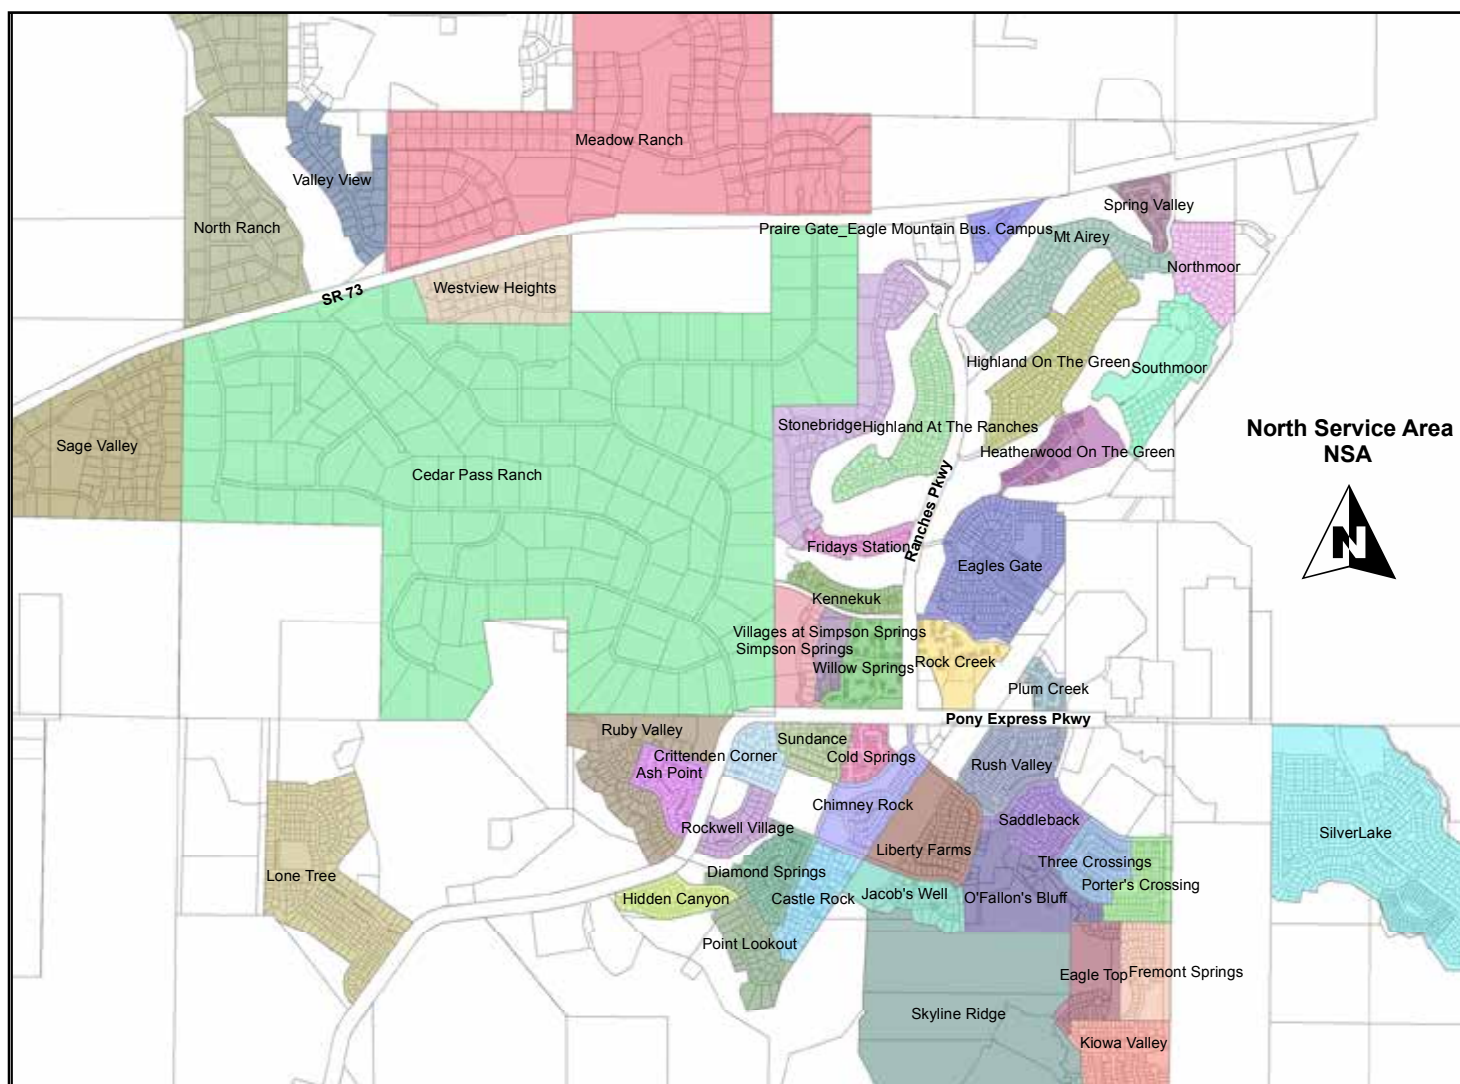 Meadow Ranch
Valley View
Spring Valley
North Ranch
Praire Gate_Eagle Mountain Bus. Campus
Mt Airey
Northmoor
Westview Heights
SR 73
Highland On The Green
Southmoor
Stonebridge
Highland At The Ranches
North Service Area
NSA
Sage Valley
Heatherwood On The Green
Cedar Pass Ranch
Ranches Pkwy
N
Fridays Station
Eagles Gate
Kennekuk
Villages at Simpson Springs
Simpson Springs
Willow Springs
Rock Creek
Plum Creek
Pony Express Pkwy
Ruby Valley
Sundance
Crittenden Corner
Cold Springs
Rush Valley
Ash Point
Chimney Rock
Saddleback
Rockwell Village
SilverLake
Liberty Farms
Three Crossings
Lone Tree
Diamond Springs
Porter's Crossing
Hidden Canyon
Castle Rock
Jacob's Well
O'Fallon's Bluff
Point Lookout
Eagle Top
Fremont Springs
Skyline Ridge
Kiowa Valley